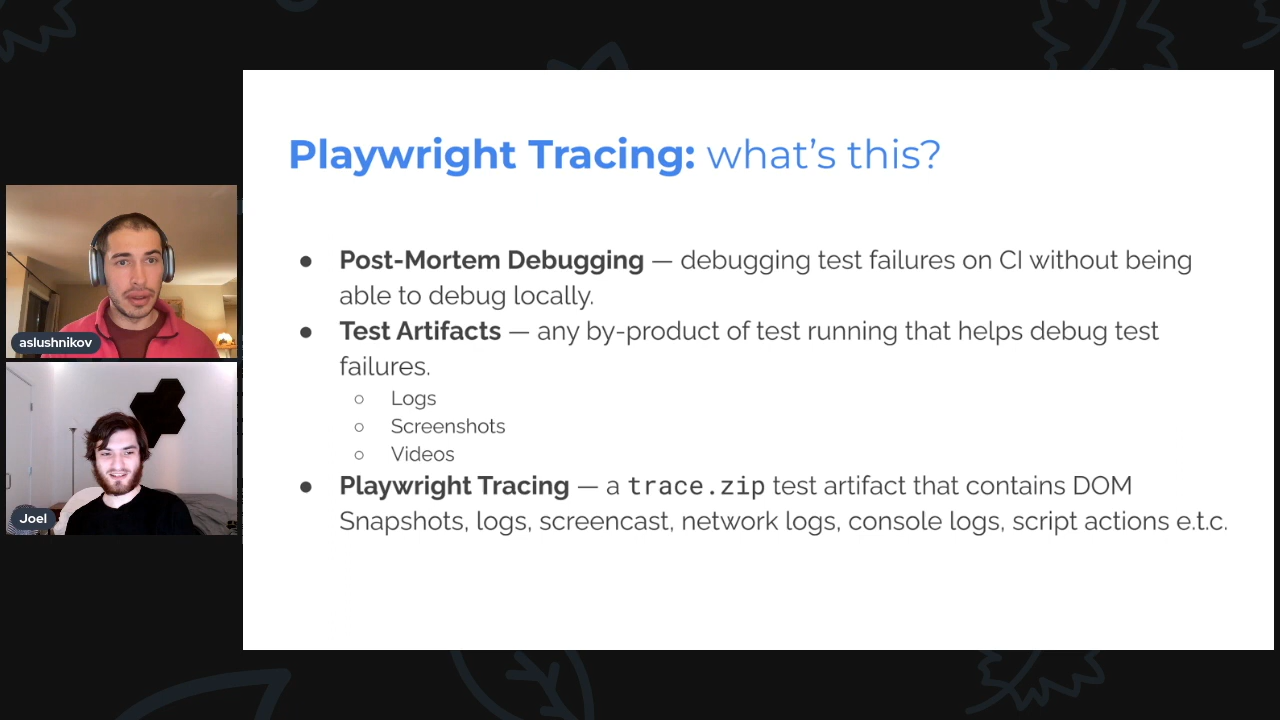 Playwright Tracing: what's this?
● Post-Mortem Debugging — debugging test failures on CI without being
able to debug locally.
● Test Artifacts — any by-product of test running that helps debug test
failures.
○ Logs
○ Screenshots
○ Videos
● Playwright Tracing — a trace.zip test artifact that contains DOM
Snapshots, logs, screencast, network logs, console logs, script actions e.t.c.
aslushnikov
Joel